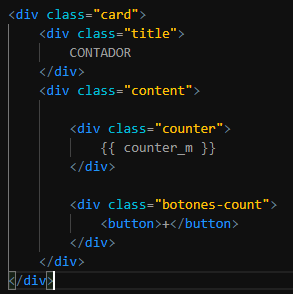 <div class="card">
    <div class="title">
        CONTADOR
    </div>
    <div class="content">

        <div class="counter">
            {{ counter_m }}
        </div>

        <div class="botones-count">
            <button>+</button>
        </div>
    </div>
</div>